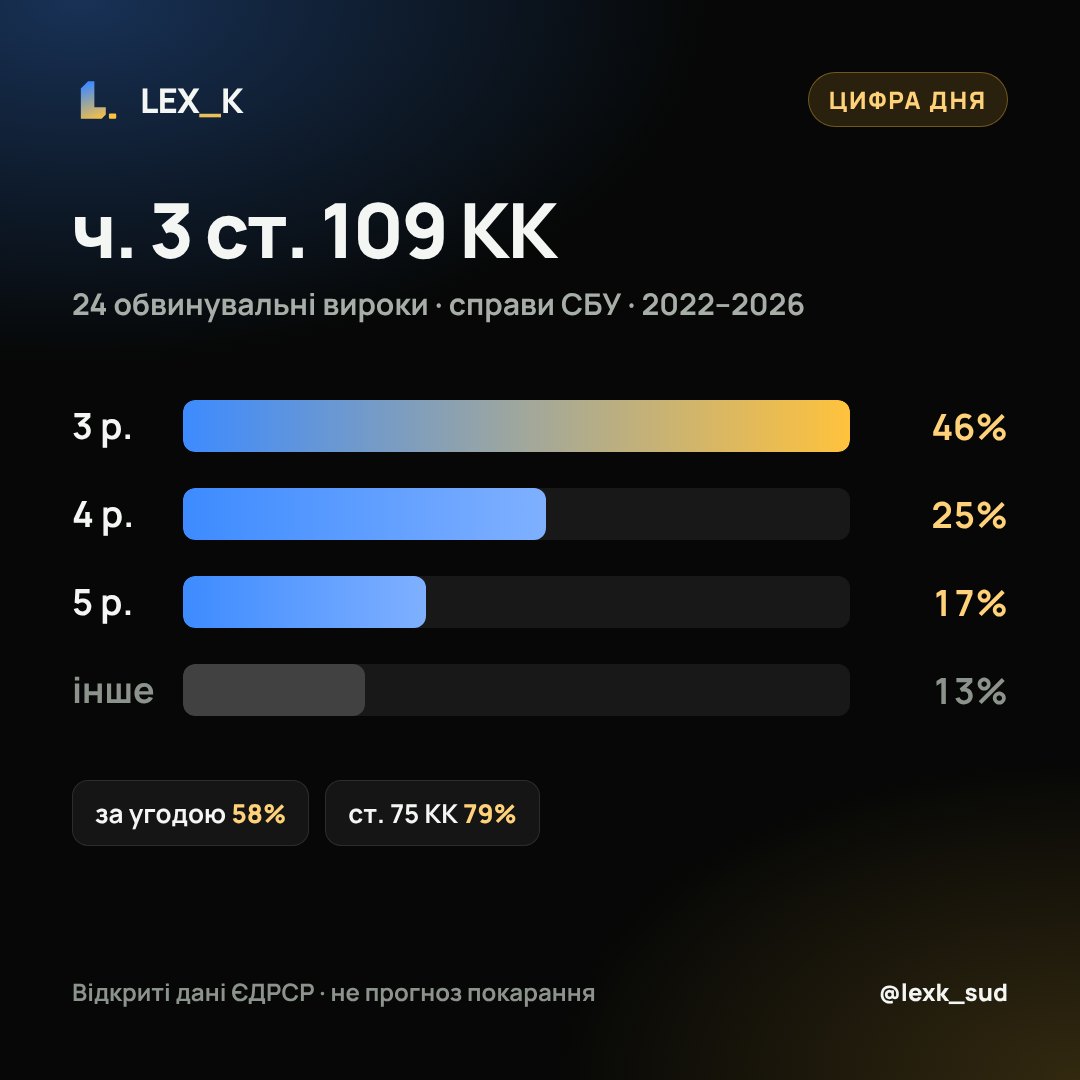 LEX_K
ЦИФРА ДНЯ
ч. 3 ст. 109 КК
24 обвинувальні вироки · справи СБУ · 2022–2026
3 р. 46%
4 р. 25%
5 р. 17%
інше 13%
за угодою 58%
ст. 75 КК 79%
Відкриті дані ЄДРСР · не прогноз покарання
@lexk_sud